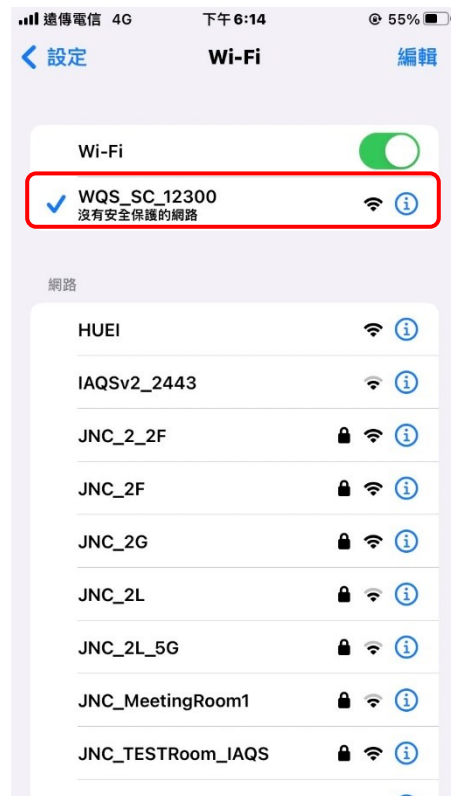 遠傳電信 4G 下午6:14 55%
設定 Wi-Fi 編輯
Wi-Fi
WQS_SC_12300
沒有安全保護的網路
網路
HUEI
IAQSv2_2443
JNC_2_2F
JNC_2F
JNC_2G
JNC_2L
JNC_2L_5G
JNC_MeetingRoom1
JNC_TESTRoom_IAQS